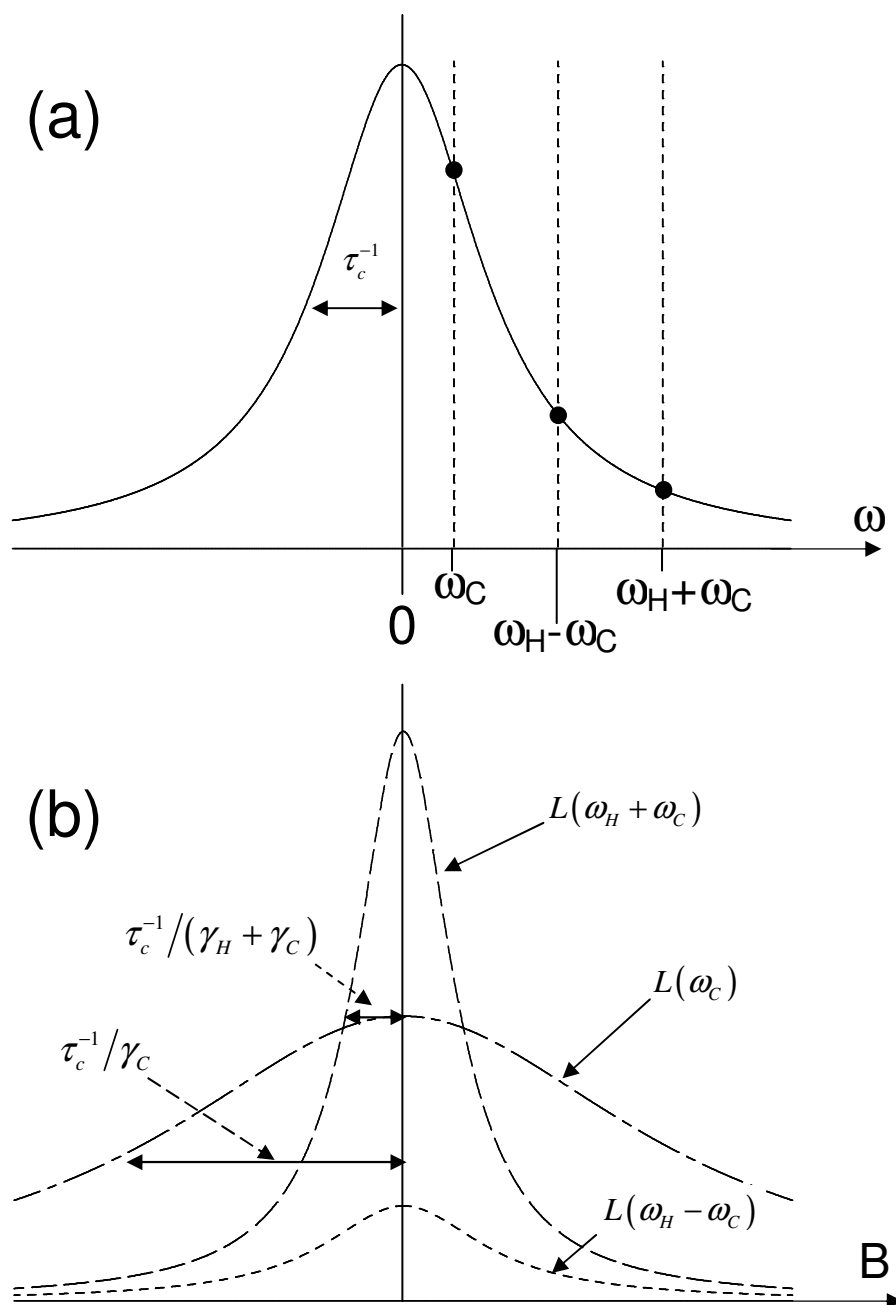 (a)
τc⁻¹
ω
ωC
ωH+ωC
0
ωH-ωC
(b)
L(ωH + ωC)
τc⁻¹/(γH + γC)
L(ωC)
τc⁻¹/γC
L(ωH − ωC)
B